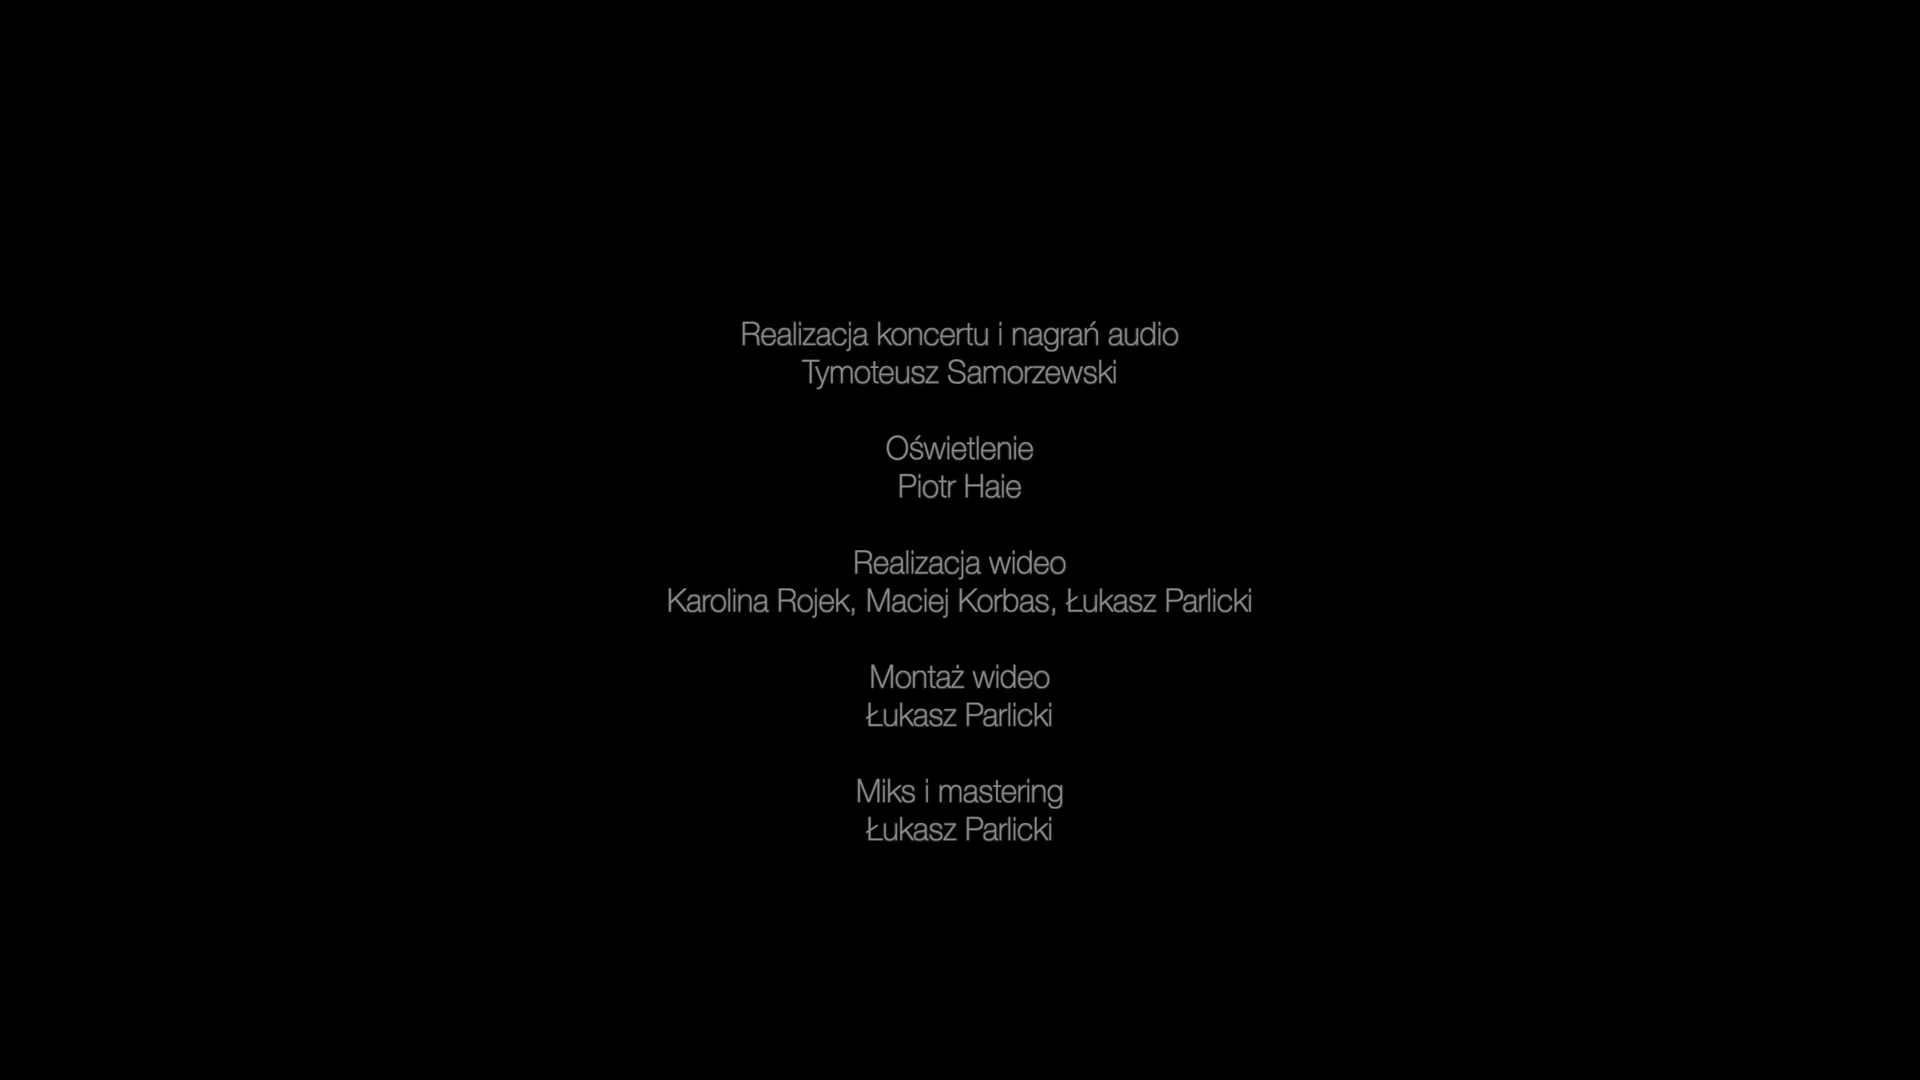 Realizacja koncertu i nagrań audio
Tymoteusz Samorzewski
Oświetlenie
Piotr Haie
Realizacja wideo
Karolina Rojek, Maciej Korbas, Łukasz Parlicki
Montaż wideo
Łukasz Parlicki
Miks i mastering
Łukasz Parlicki